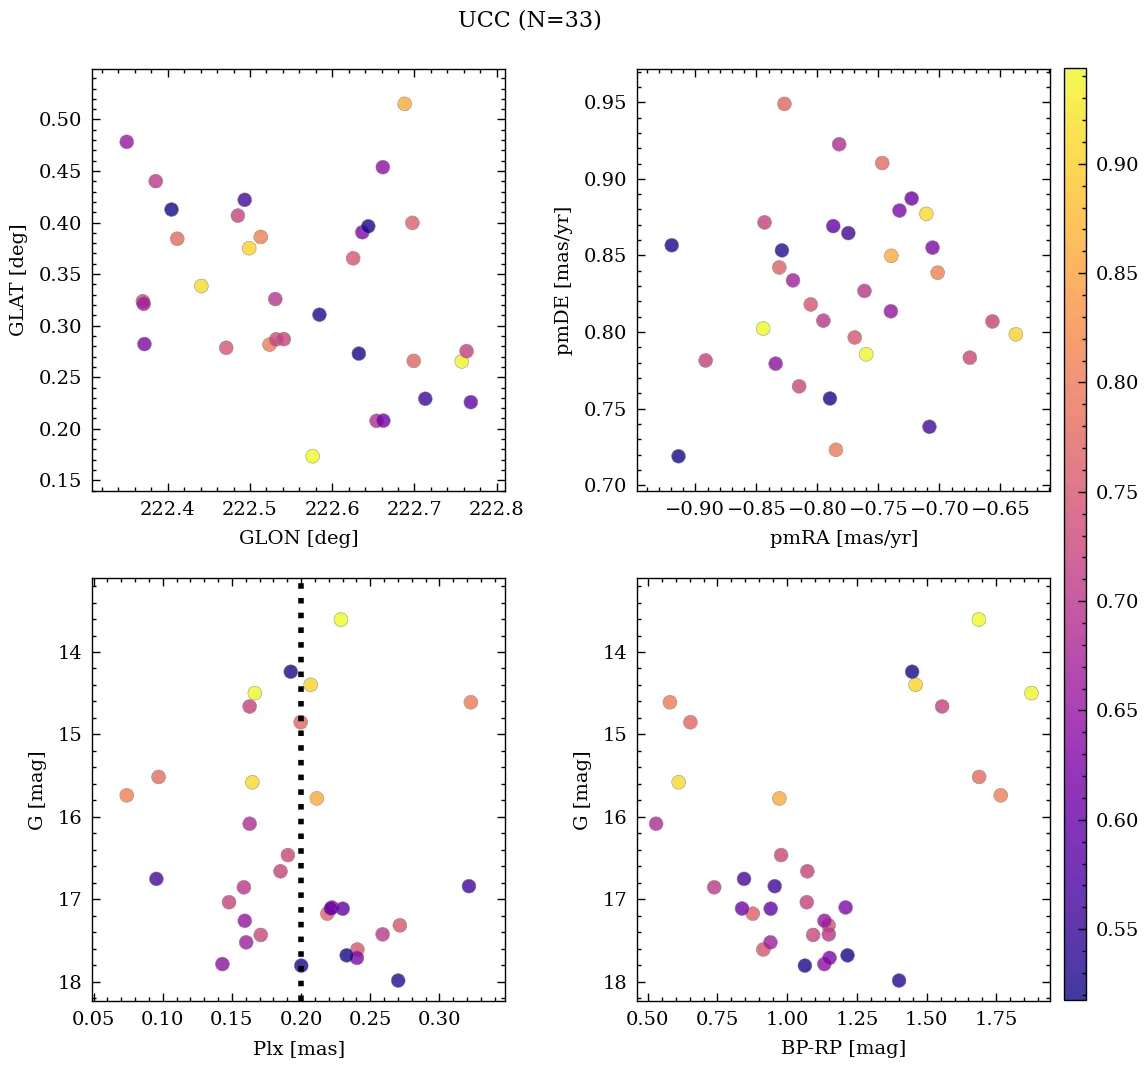 UCC (N=33)
0.50
0.45
0.40
0.35
0.30
0.25
0.20
0.15
GLAT [deg]
222.4 222.5 222.6 222.7 222.8
GLON [deg]
0.95
0.90
0.85
0.80
0.75
0.70
pmDE [mas/yr]
−0.90 −0.85 −0.80 −0.75 −0.70 −0.65
pmRA [mas/yr]
14
15
16
17
18
G [mag]
0.05 0.10 0.15 0.20 0.25 0.30
Plx [mas]
14
15
16
17
18
G [mag]
0.50 0.75 1.00 1.25 1.50 1.75
BP-RP [mag]
0.90
0.85
0.80
0.75
0.70
0.65
0.60
0.55